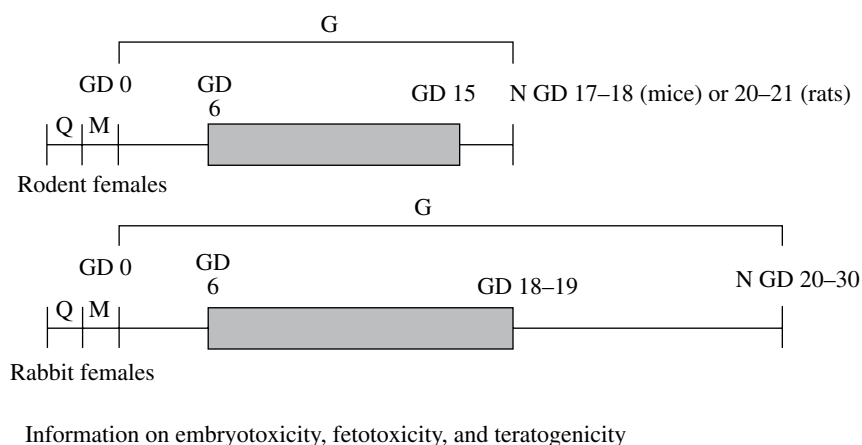 G
GD 0
GD
6
GD 15
N GD 17–18 (mice) or 20–21 (rats)
Q M
Rodent females
G
GD 0
GD
6
GD 18–19
N GD 20–30
Q M
Rabbit females
Information on embryotoxicity, fetotoxicity, and teratogenicity